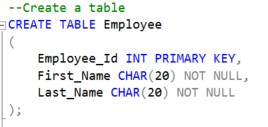 --Create a table
CREATE TABLE Employee
(
Employee_Id INT PRIMARY KEY,
First_Name CHAR(20) NOT NULL,
Last_Name CHAR(20) NOT NULL
);